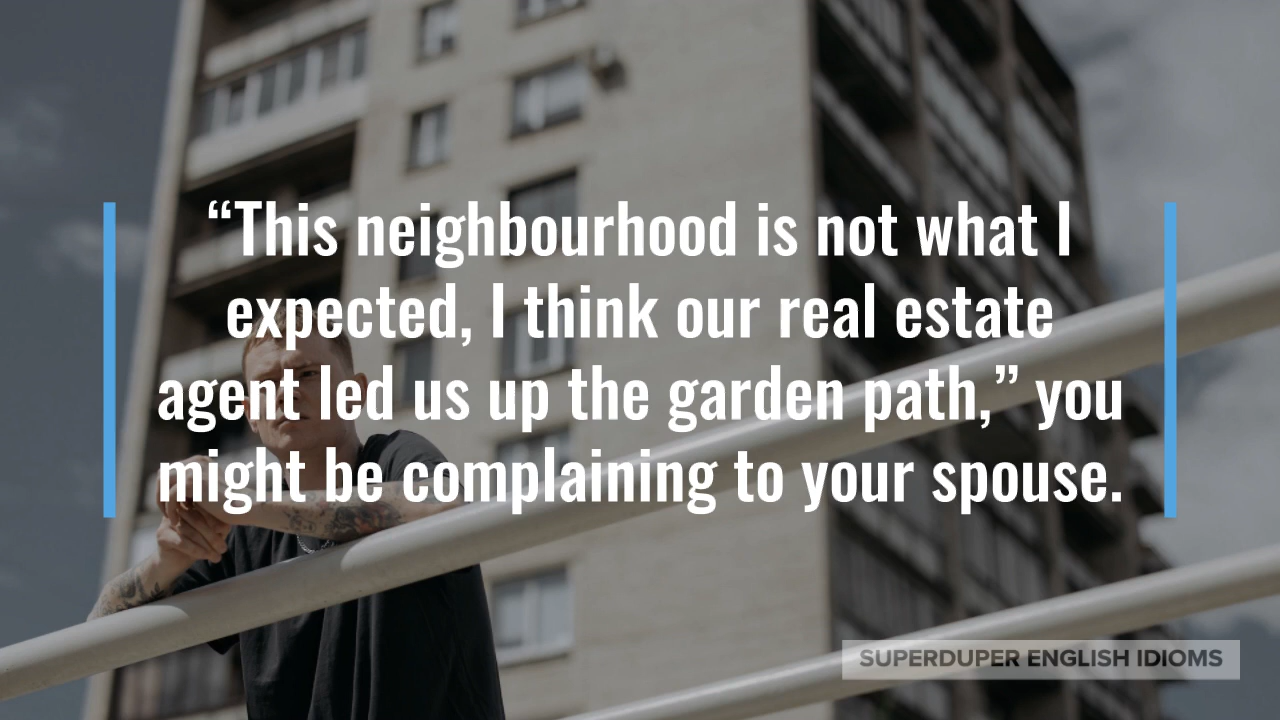 “This neighbourhood is not what I
expected, I think our real estate
agent led us up the garden path,” you
might be complaining to your spouse.
SUPERDUPER ENGLISH IDIOMS